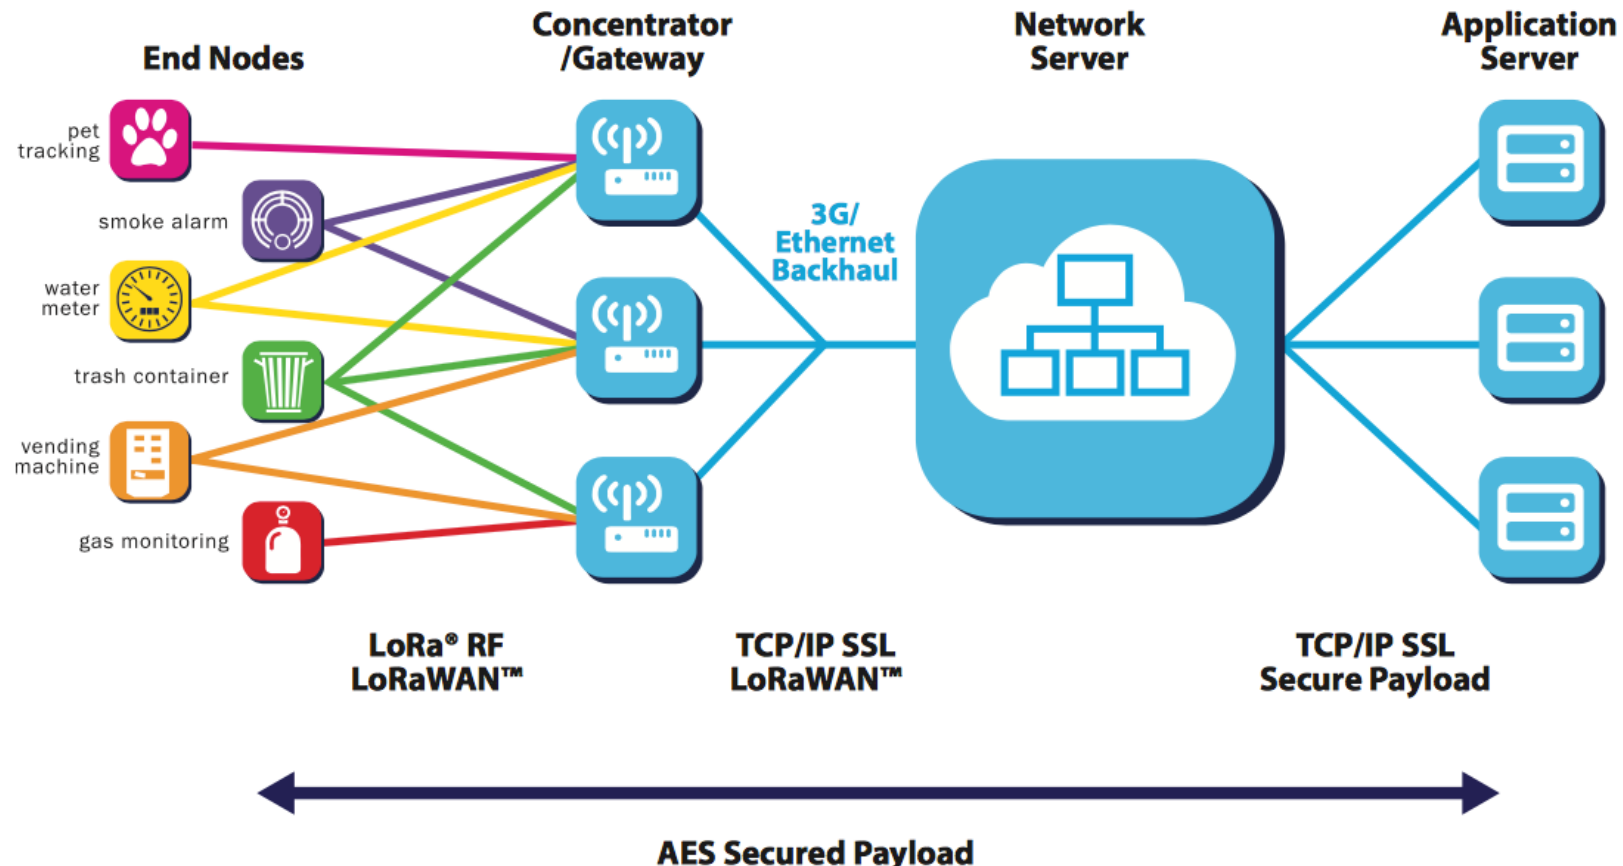 End Nodes
Concentrator
/Gateway
Network
Server
Application
Server
pet
tracking
smoke alarm
water
meter
trash container
vending
machine
gas monitoring
3G/
Ethernet
Backhaul
LoRa® RF
LoRaWAN™
TCP/IP SSL
LoRaWAN™
TCP/IP SSL
Secure Payload
AES Secured Payload